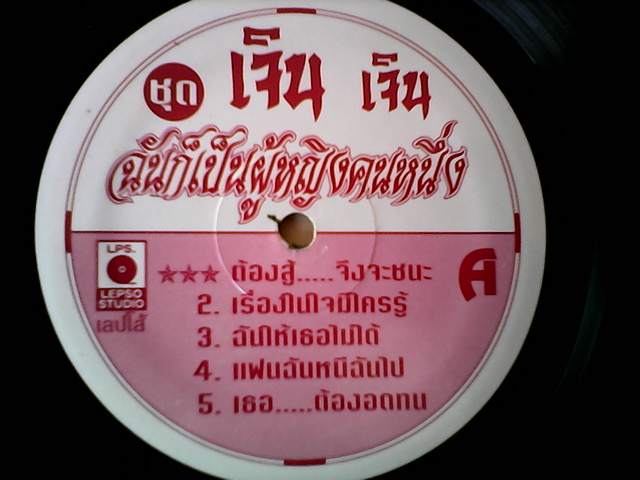 ชุด เจิน เจิน
ฉันก็เป็นผู้หญิงคนหนึ่ง
LPS.
LEPSO
STUDIO
เลปโส้
A
★★★ ต้องสู้.....จึงจะชนะ
2. เรื่องในใจมีใครรู้
3. ฉันให้เธอไม่ได้
4. แฟนฉันหนีฉันไป
5. เธอ.....ต้องอดทน